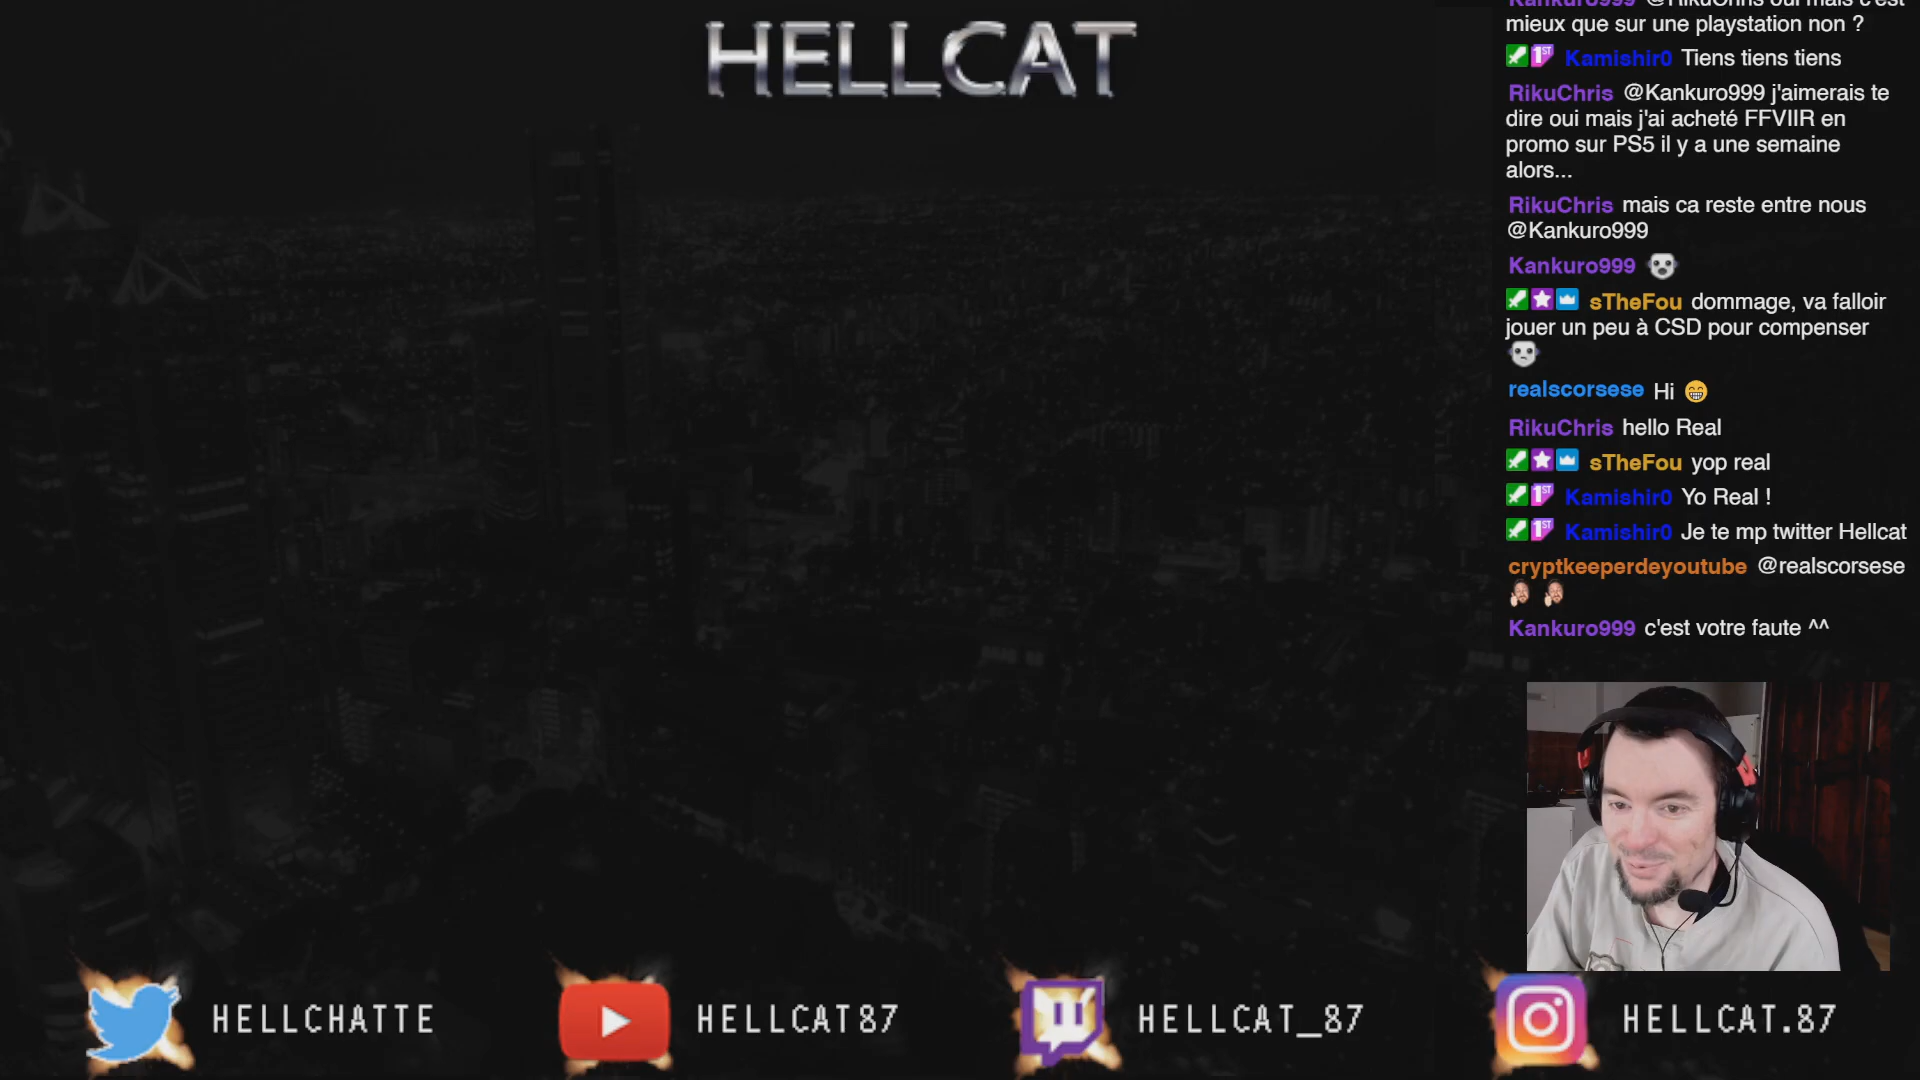 HELLCAT
mieux que sur une playstation non ?
Kamishir0 Tiens tiens tiens
RikuChris @Kankuro999 j'aimerais te
dire oui mais j'ai acheté FFVIIR en
promo sur PS5 il y a une semaine
alors...
RikuChris mais ca reste entre nous
@Kankuro999
Kankuro999
sTheFou dommage, va falloir
jouer un peu à CSD pour compenser
realscorsese Hi 😁
RikuChris hello Real
sTheFou yop real
1ST Kamishir0 Yo Real !
1ST Kamishir0 Je te mp twitter Hellcat
cryptkeeperdeyoutube @realscorsese
Kankuro999 c'est votre faute ^^
HELLCHATTE
HELLCAT87
HELLCAT_87
HELLCAT.87